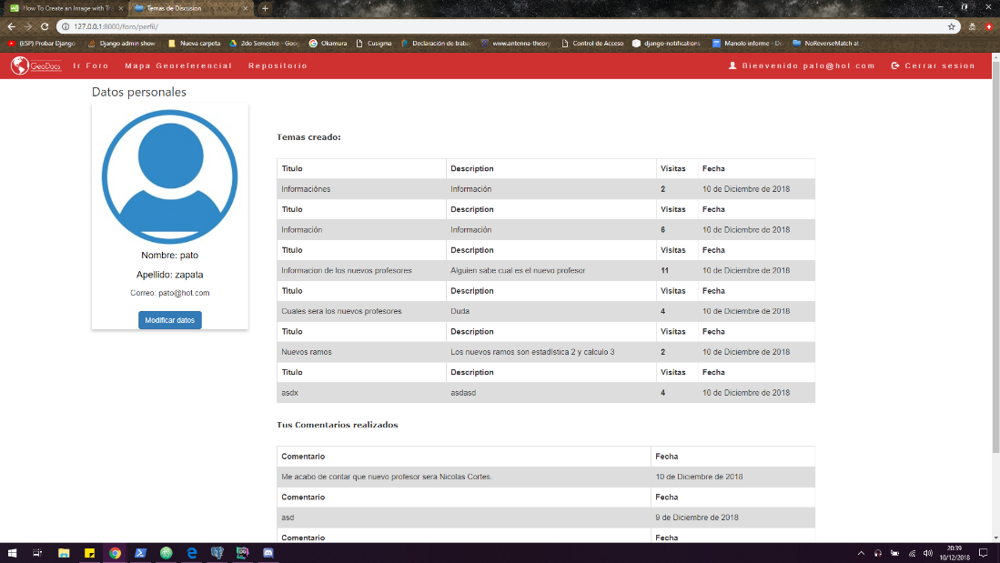 How To Create an Image with Tr
Temas de Discusion
127.0.0.1:8000/foro/perfil/
(ESP) Probar Django
Django admin show
Nueva carpeta
2do Semestre - Goo
Okamura
Cusigma
Declaración de traba
www.antenna-theory
Control de Acceso
django-notifications
Manolo informe - Do
NoReverseMatch at
GeoDocs
Ir Foro
Mapa Georeferencial
Repositorio
Bienvenido:pato@hot.com
Cerrar sesion
Datos personales
Nombre: pato
Apellido: zapata
Correo: pato@hot.com
Modificar datos
Temas creado:
Titulo Description Visitas Fecha
Informaciónes Información 2 10 de Diciembre de 2018
Titulo Description Visitas Fecha
Información Información 6 10 de Diciembre de 2018
Titulo Description Visitas Fecha
Informacion de los nuevos profesores Alguien sabe cual es el nuevo profesor 11 10 de Diciembre de 2018
Titulo Description Visitas Fecha
Cuales sera los nuevos profesores Duda 4 10 de Diciembre de 2018
Titulo Description Visitas Fecha
Nuevos ramos Los nuevos ramos son estadística 2 y calculo 3 2 10 de Diciembre de 2018
Titulo Description Visitas Fecha
asdx asdasd 4 10 de Diciembre de 2018
Tus Comentarios realizados
Comentario Fecha
Me acabo de contar que nuevo profesor sera Nicolas Cortes. 10 de Diciembre de 2018
Comentario Fecha
asd 9 de Diciembre de 2018
Comentario Fecha
20:39
10/12/2018